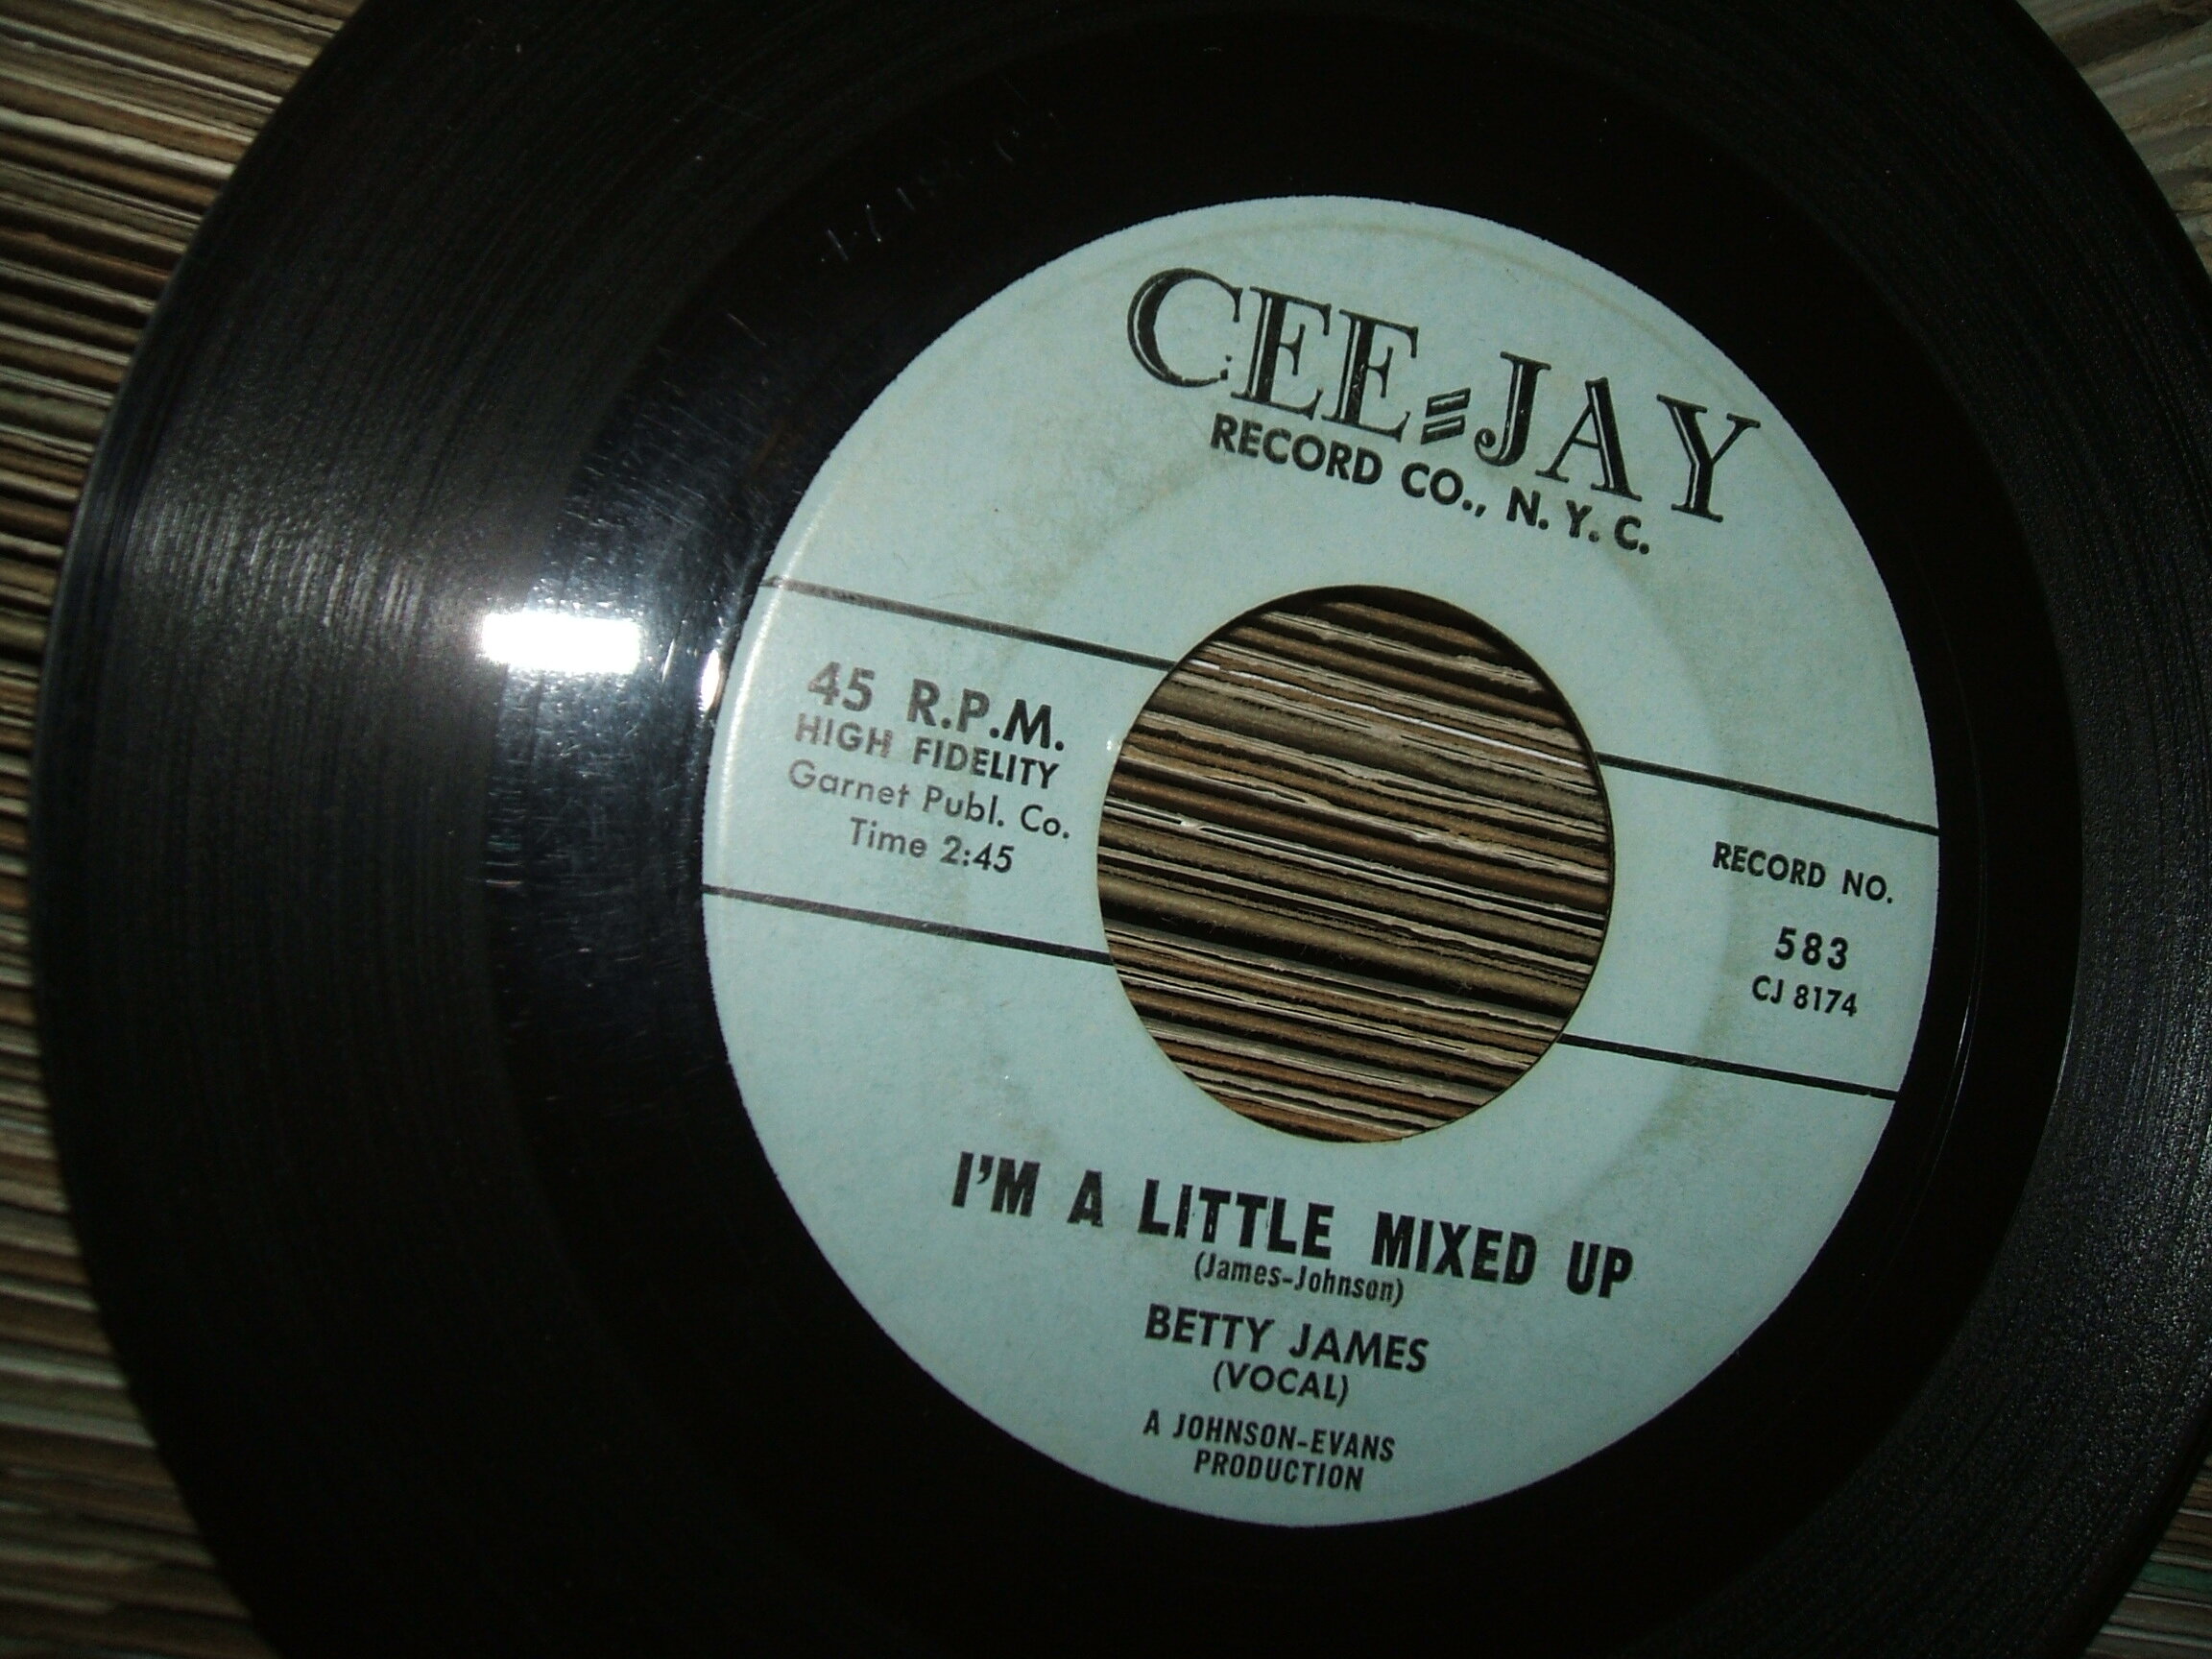 CEE-JAY
RECORD CO., N. Y. C.
45 R.P.M.
HIGH FIDELITY
Garnet Publ. Co.
Time 2:45
RECORD NO.
583
CJ 8174
I'M A LITTLE MIXED UP
(James-Johnson)
BETTY JAMES
(VOCAL)
A JOHNSON-EVANS
PRODUCTION